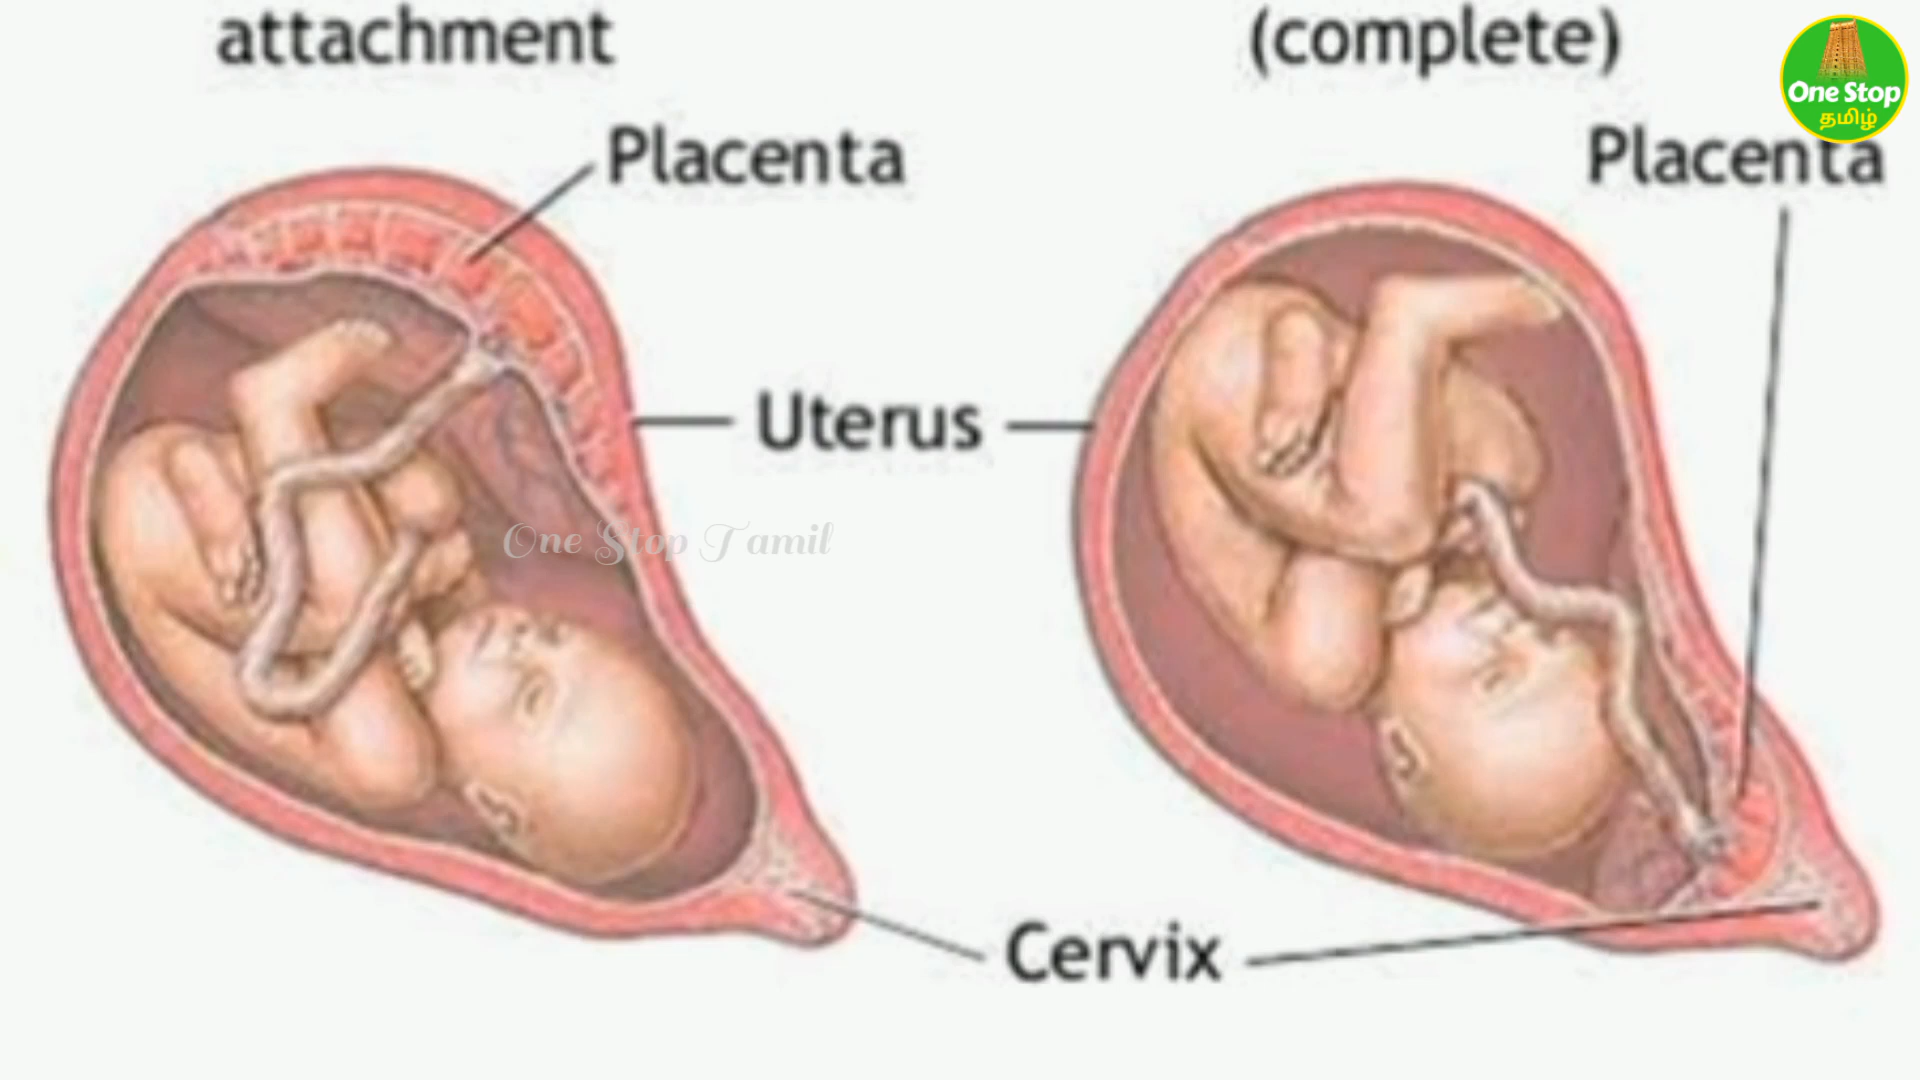 attachment
(complete)
One Stop
தமிழ்
Placenta
Placenta
Uterus
One Stop Tamil
Cervix